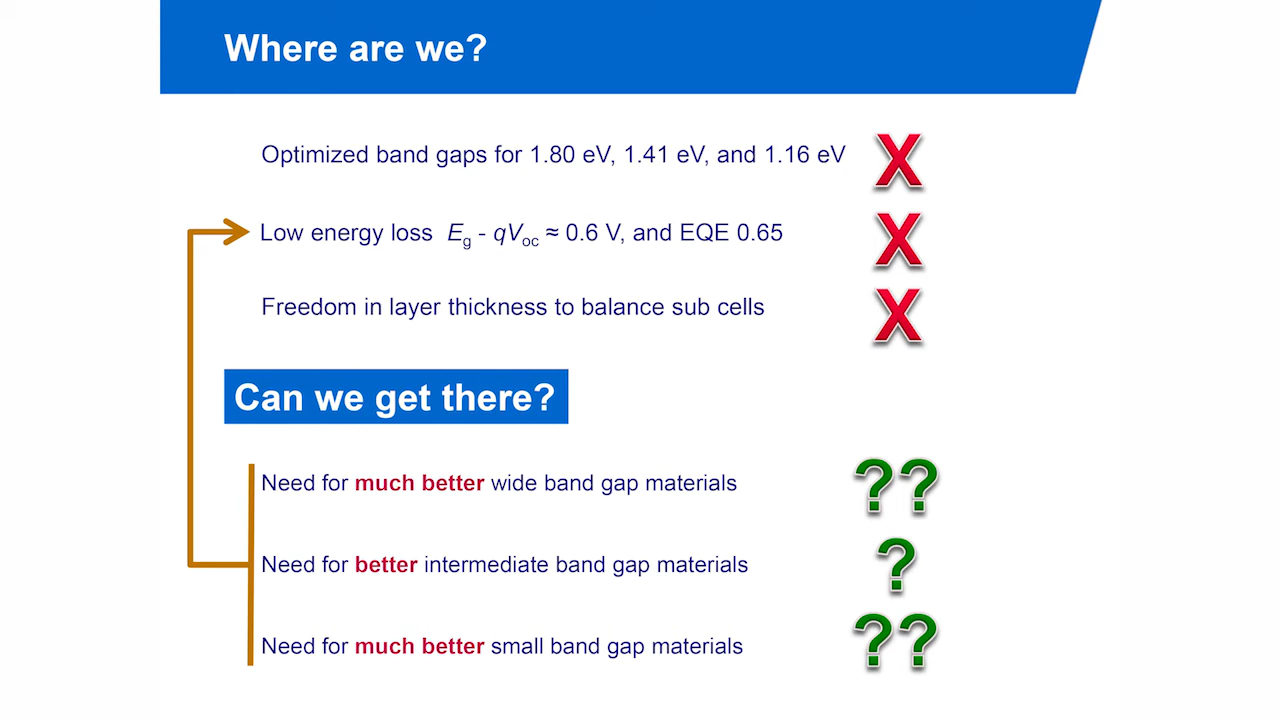 Where are we?
Optimized band gaps for 1.80 eV, 1.41 eV, and 1.16 eV X
Low energy loss E_g - qV_oc ≈ 0.6 V, and EQE 0.65 X
Freedom in layer thickness to balance sub cells X
Can we get there?
Need for much better wide band gap materials ??
Need for better intermediate band gap materials ?
Need for much better small band gap materials ??